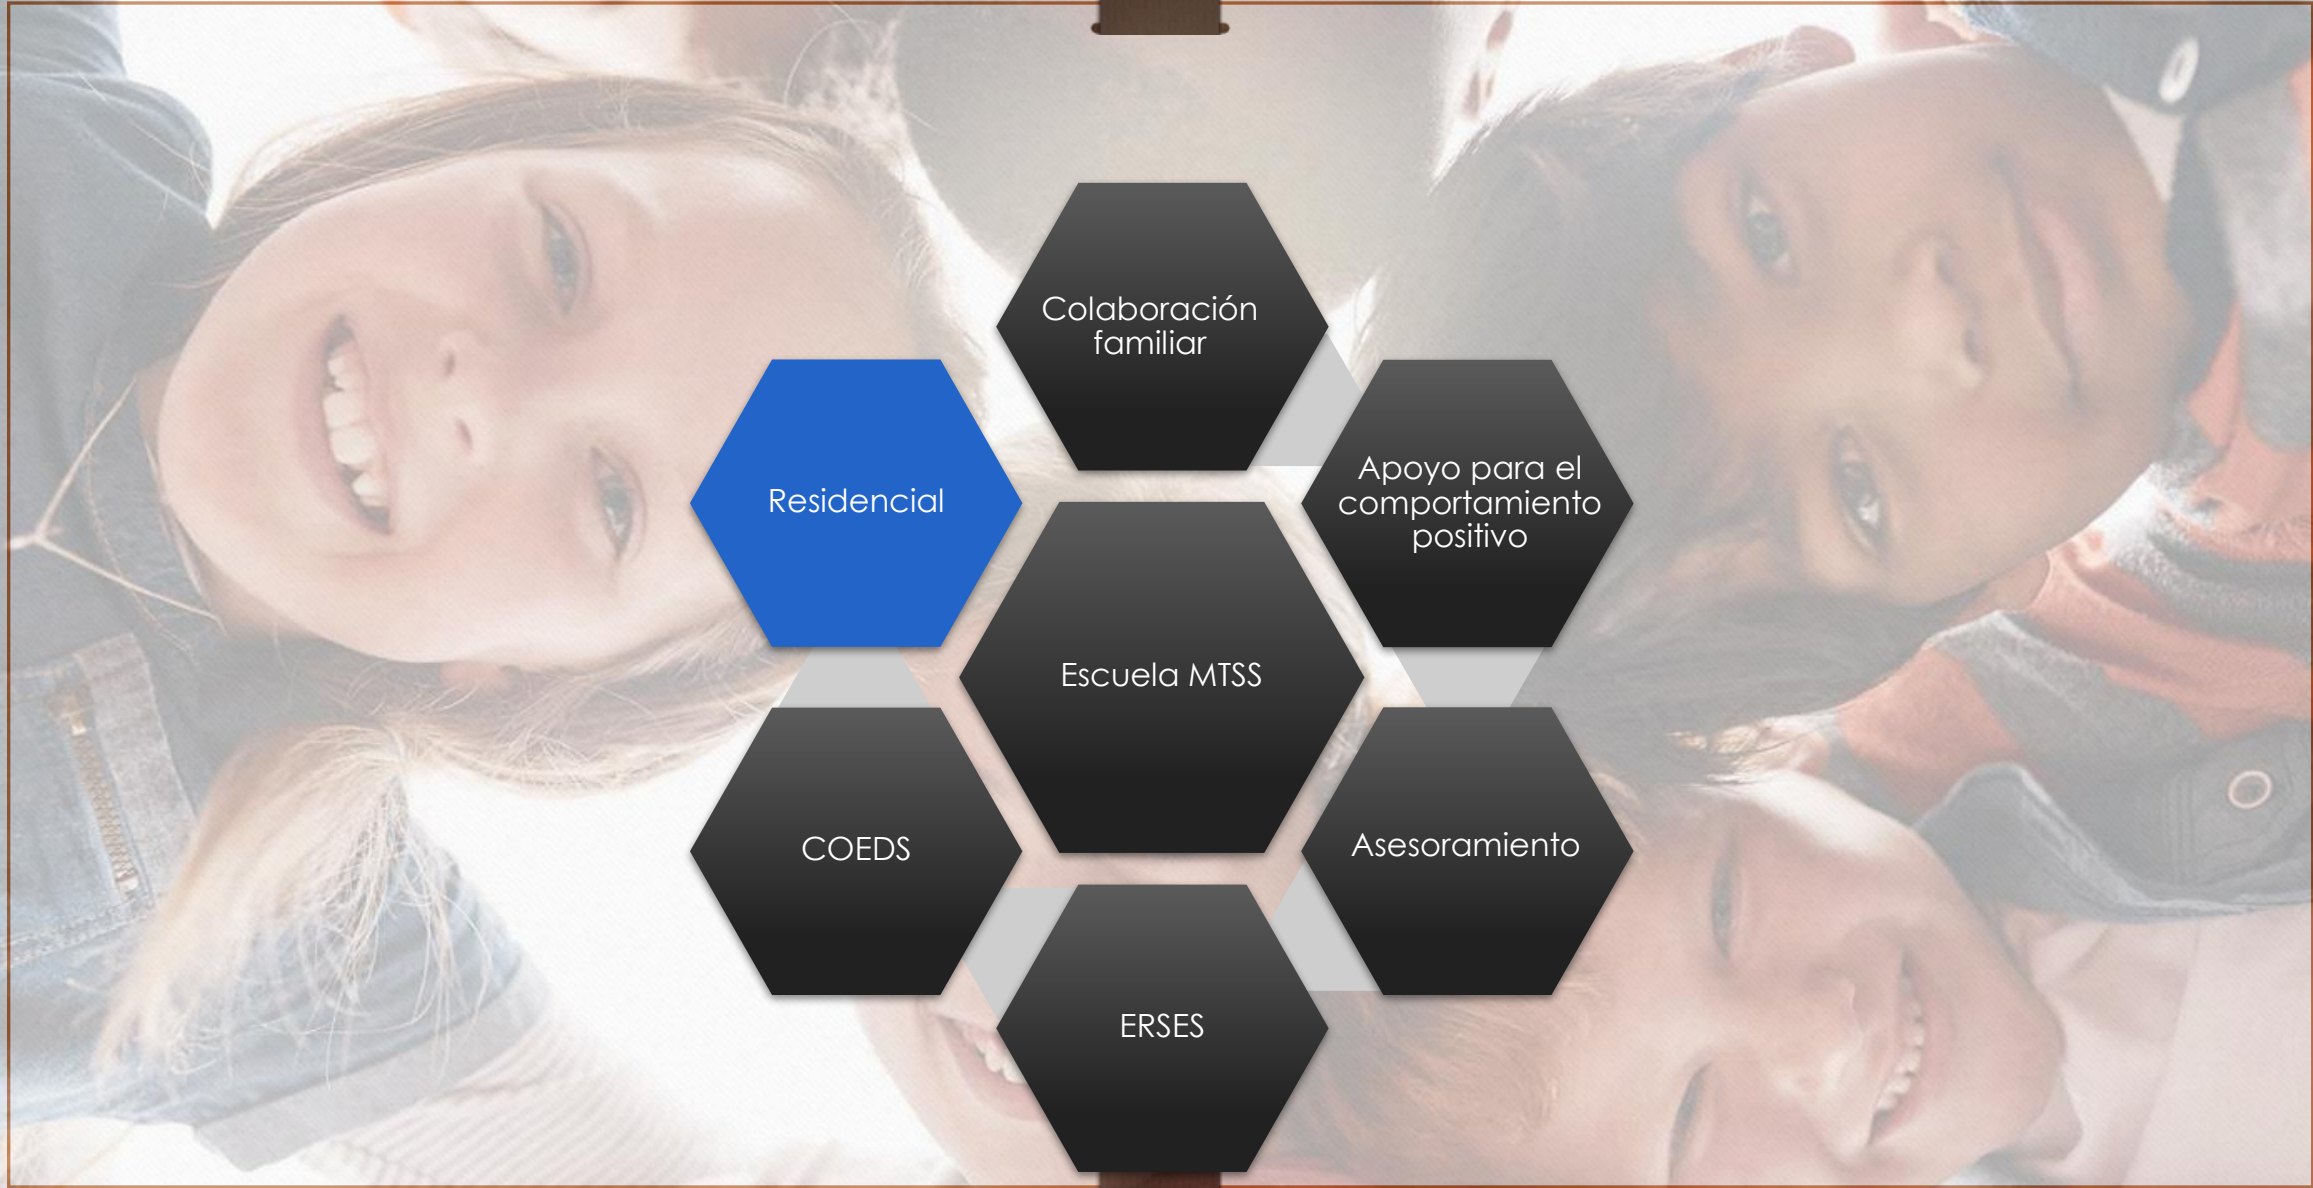 Colaboración
familiar
Residencial
Apoyo para el
comportamiento
positivo
Escuela MTSS
COEDS
Asesoramiento
ERSES